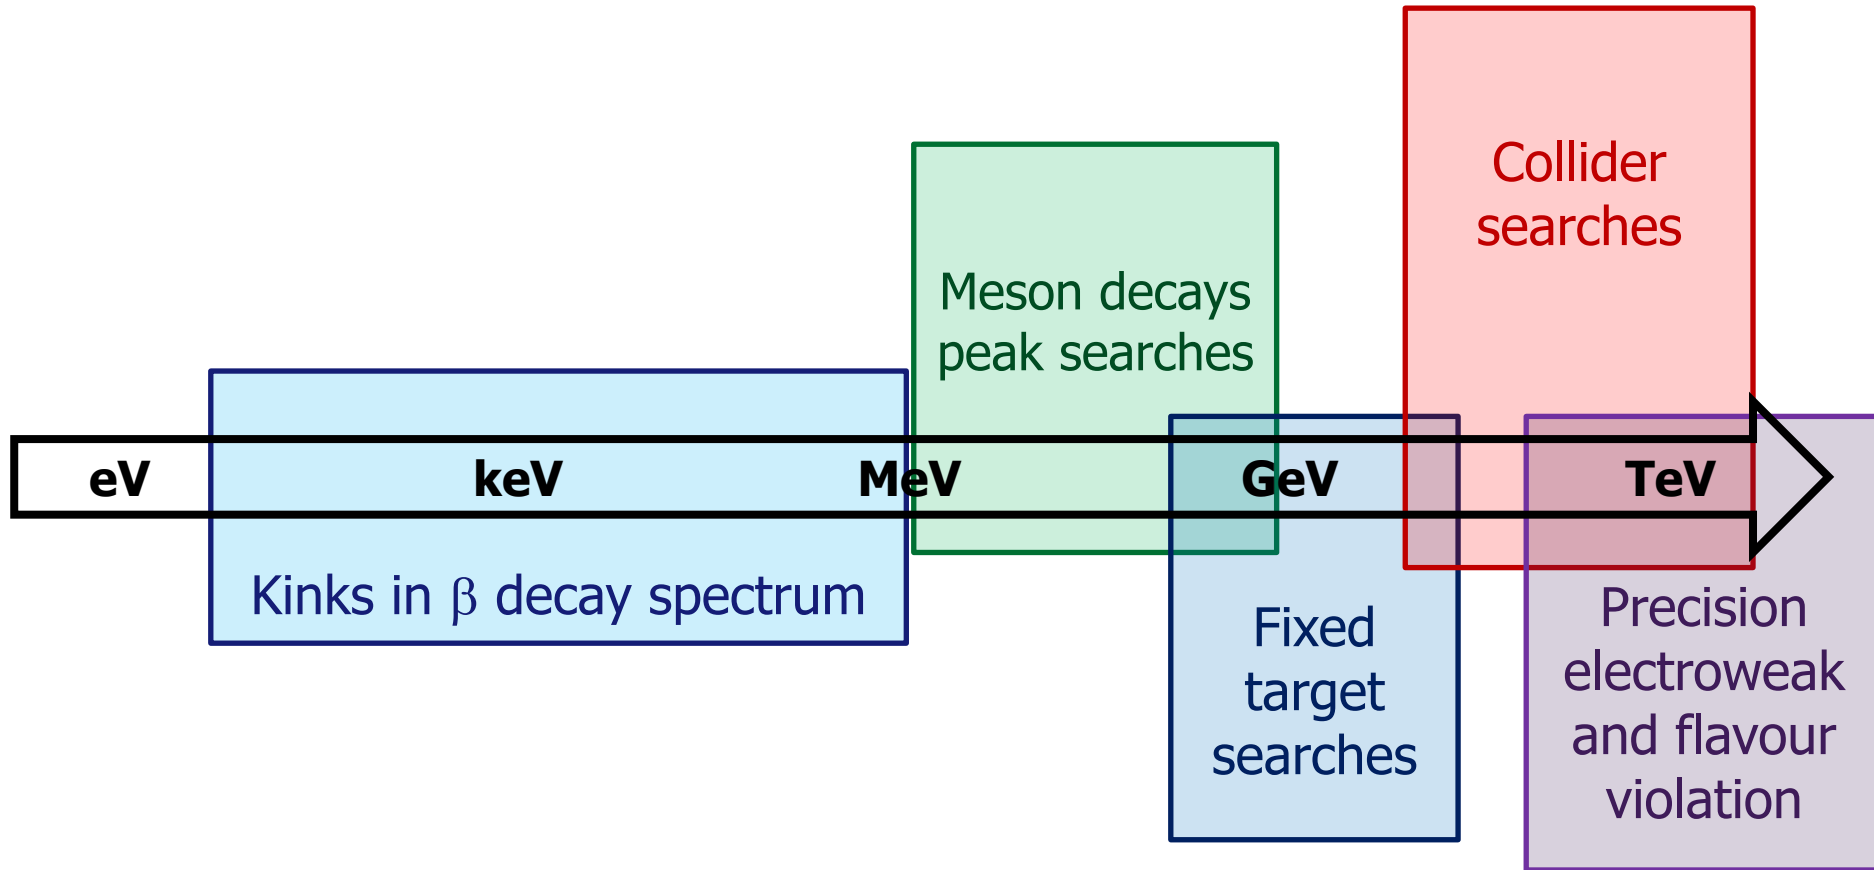 Collider
searches
Meson decays
peak searches
eV
keV
MeV
GeV
TeV
Kinks in β decay spectrum
Fixed
target
searches
Precision
electroweak
and flavour
violation